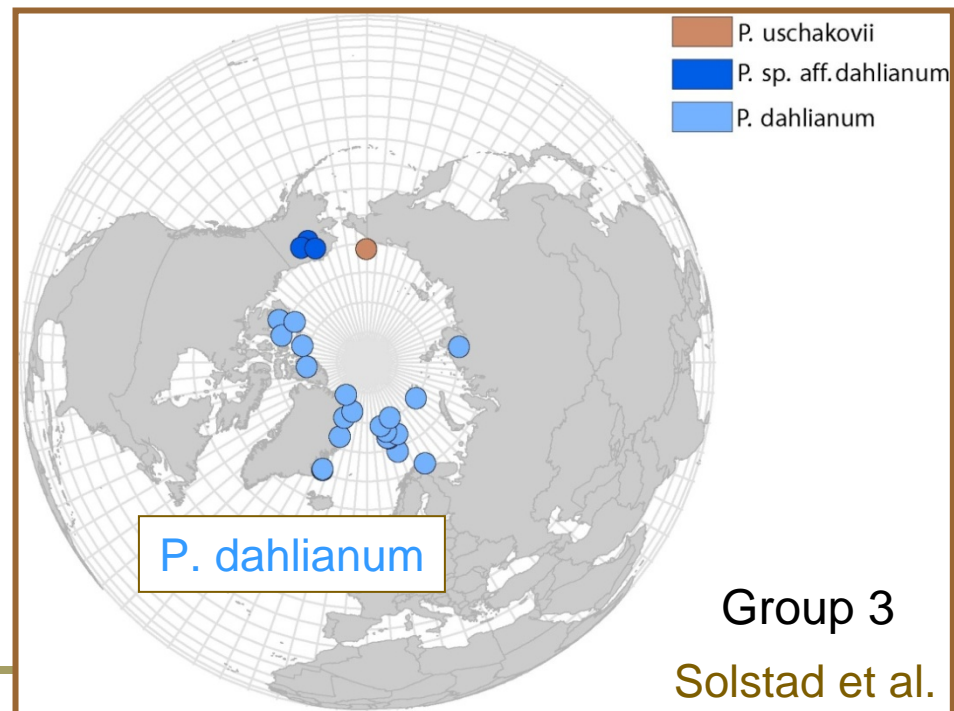 P. uschakovii
P. sp. aff. dahlianum
P. dahlianum
P. dahlianum
Group 3
Solstad et al.